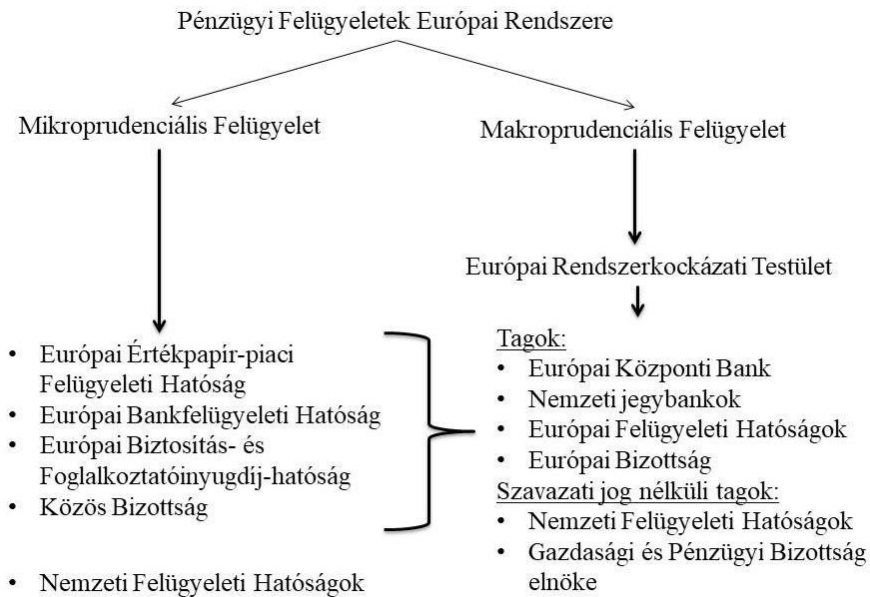 Pénzügyi Felügyeletek Európai Rendszere
Mikroprudenciális Felügyelet
• Európai Értékpapír-piaci
Felügyeleti Hatóság
• Európai Bankfelügyeleti Hatóság
• Európai Biztosítás- és
Foglalkoztatóinyugdíj-hatóság
• Közös Bizottság
• Nemzeti Felügyeleti Hatóságok
Makroprudenciális Felügyelet
Európai Rendszerkockázati Testület
Tagok:
• Európai Központi Bank
• Nemzeti jegybankok
• Európai Felügyeleti Hatóságok
• Európai Bizottság
Szavazati jog nélküli tagok:
• Nemzeti Felügyeleti Hatóságok
• Gazdasági és Pénzügyi Bizottság
elnöke